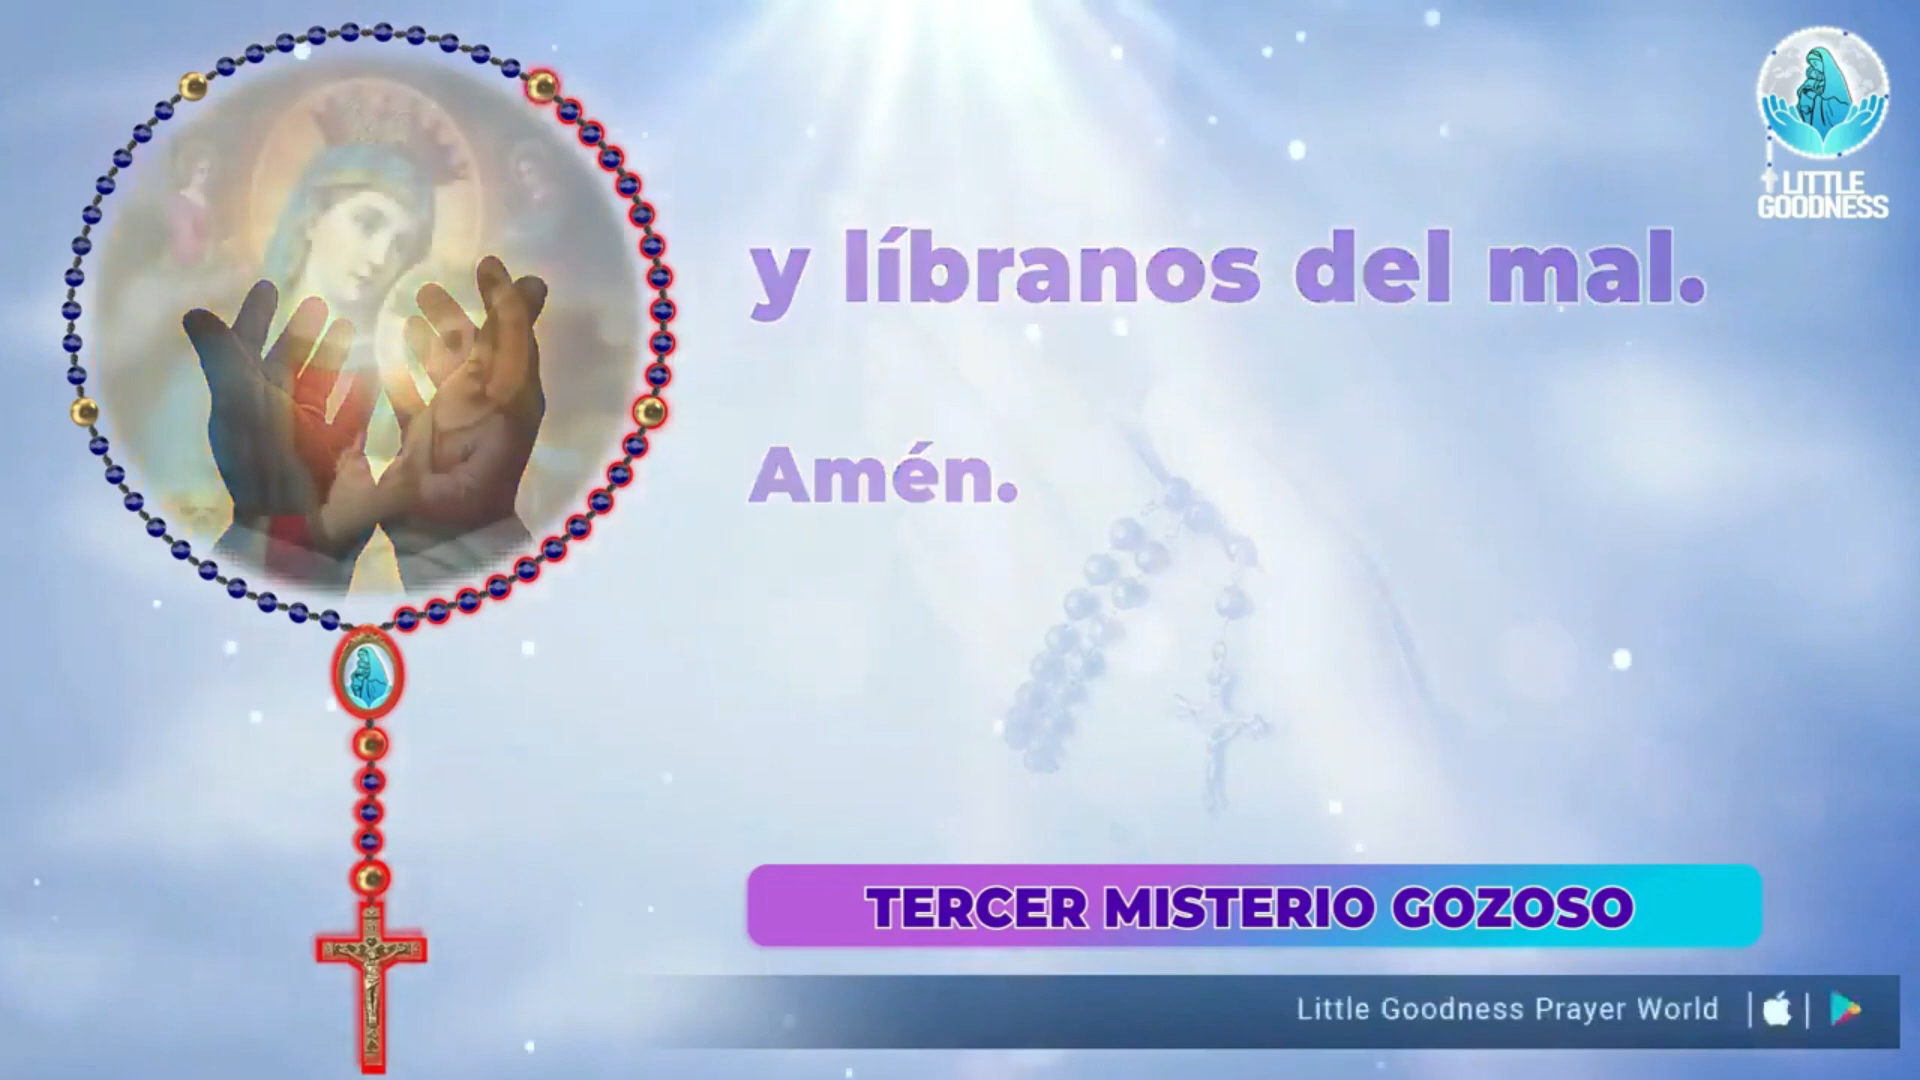 LITTLE
GOODNESS
y líbranos del mal.
Amén.
TERCER MISTERIO GOZOSO
Little Goodness Prayer World